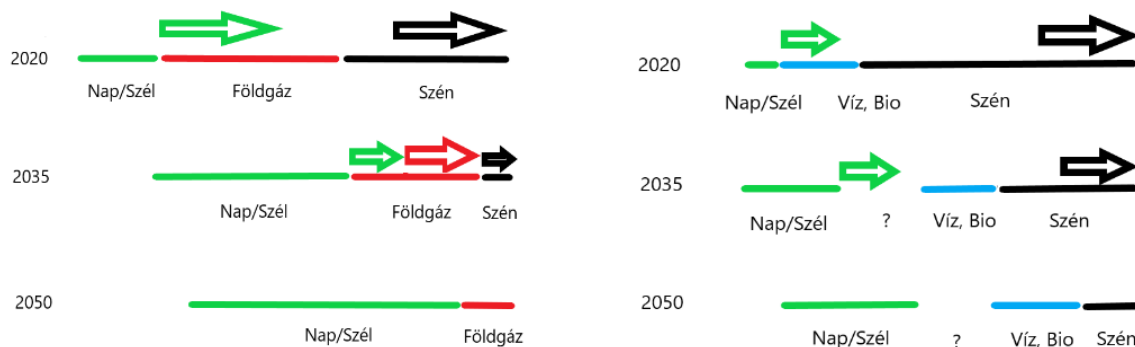 2020
Nap/Szél Földgáz Szén
2035
Nap/Szél Földgáz Szén
2050
Nap/Szél Földgáz
2020
Nap/Szél Víz, Bio Szén
2035
Nap/Szél ? Víz, Bio Szén
2050
Nap/Szél ? Víz, Bio Szén